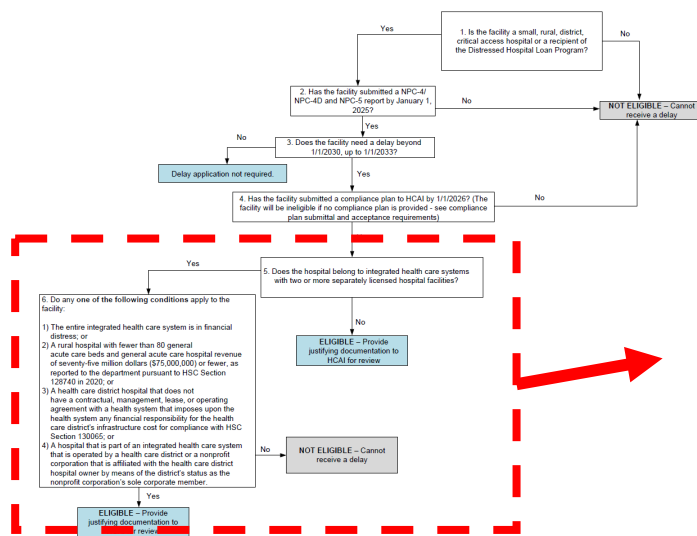 Yes
1. Is the facility a small, rural, district,
critical access hospital or a recipient of
the Distressed Hospital Loan Program?
No
2. Has the facility submitted a NPC-4/
NPC-4D and NPC-5 report by January 1,
2025?
No
NOT ELIGIBLE – Cannot
receive a delay
Yes
No
3. Does the facility need a delay beyond
1/1/2030, up to 1/1/2033?
Delay application not required.
Yes
4. Has the facility submitted a compliance plan to HCAI by 1/1/2026? (The
facility will be ineligible if no compliance plan is provided - see compliance
plan submittal and acceptance requirements)
No
Yes
5. Does the hospital belong to integrated health care systems
with two or more separately licensed hospital facilities?
No
ELIGIBLE – Provide
justifying documentation to
HCAI for review
6. Do any one of the following conditions apply to the
facility:
1) The entire integrated health care system is in financial
distress; or
2) A rural hospital with fewer than 80 general
acute care beds and general acute care hospital revenue
of seventy-five million dollars ($75,000,000) or fewer, as
reported to the department pursuant to HSC Section
128740 in 2020; or
3) A health care district hospital that does not
have a contractual, management, lease, or operating
agreement with a health system that imposes upon the
health system any financial responsibility for the health
care district's infrastructure cost for compliance with HSC
Section 130065; or
4) A hospital that is part of an integrated health care system
that is operated by a health care district or a nonprofit
corporation that is affiliated with the health care district
hospital owner by means of the district's status as the
nonprofit corporation's sole corporate member.
No
NOT ELIGIBLE – Cannot
receive a delay
Yes
ELIGIBLE – Provide
justifying documentation to
review